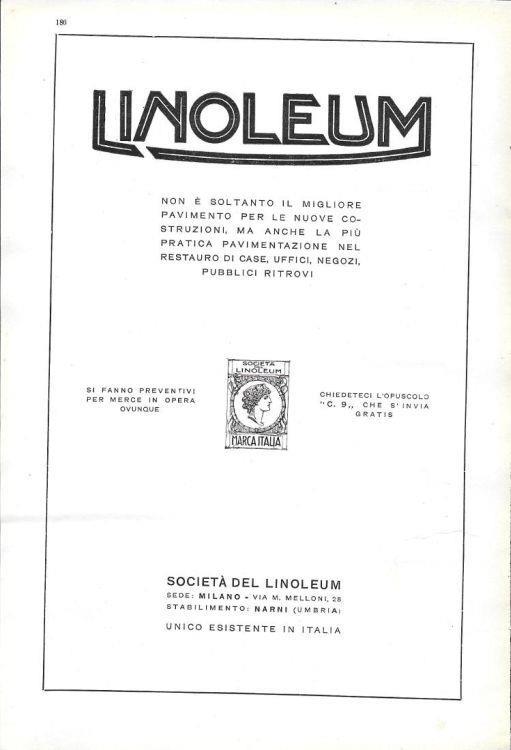 186
LINOLEUM
NON È SOLTANTO IL MIGLIORE
PAVIMENTO PER LE NUOVE CO-
STRUZIONI, MA ANCHE LA PIÙ
PRATICA PAVIMENTAZIONE NEL
RESTAURO DI CASE, UFFICI, NEGOZI,
PUBBLICI RITROVI
SI FANNO PREVENTIVI
PER MERCE IN OPERA
OVUNQUE
SOCIETÀ
LINOLEUM
MARCA ITALIA
CHIEDETECI L'OPUSCOLO
"C. 9„ CHE S'INVIA
GRATIS
SOCIETÀ DEL LINOLEUM
SEDE: MILANO - VIA M. MELLONI, 28
STABILIMENTO: NARNI (UMBRIA)
UNICO ESISTENTE IN ITALIA